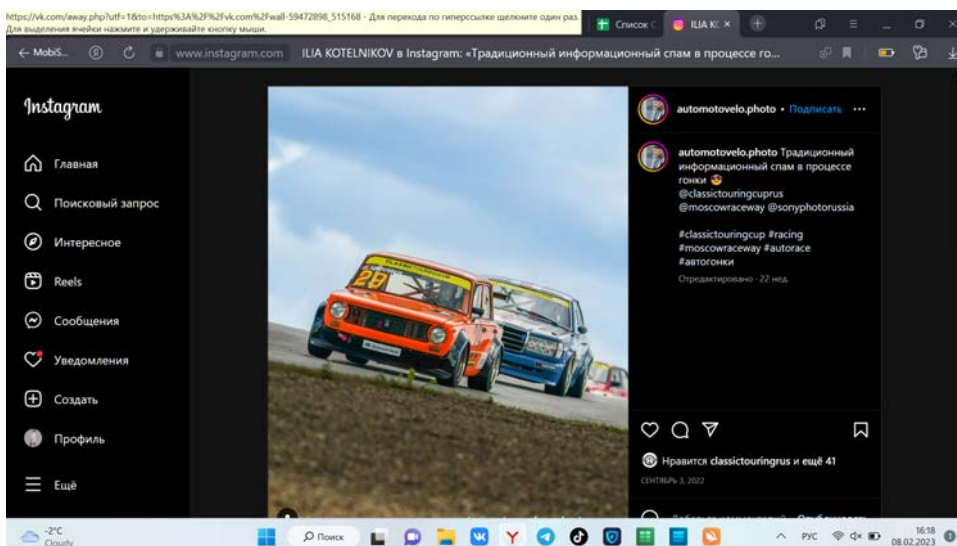 https://vk.com/away.php?utf=1&to=https%3A%2F%2Fvk.com%2Fwall-59472898_515168 - Для перехода по гиперссылке щелкните один раз.
Для выделения ячейки нажмите и удерживайте кнопку мыши.
Список
ILIA K
← MobiS...
www.instagram.com
ILIA KOTELNIKOV в Instagram: «Традиционный информационный спам в процессе го...
Instagram
Главная
Поисковый запрос
Интересное
Reels
Сообщения
Уведомления
Создать
Профиль
Ещё
CLASSICTOURINGCUP
29
automotovelo.photo • Подписать ...
automotovelo.photo Традиционный
информационный спам в процессе
гонки 😎
@classictouringcuprus
@moscowraceway @sonyphotorussia
#classictouringcup #racing
#moscowraceway #autorace
#автогонки
Отредактировано · 22 нед.
Нравится classictouringrus и ещё 41
СЕНТЯБРЬ 3, 2022
-2°C
Cloudy
Поиск
РУС
16:18
08.02.2023